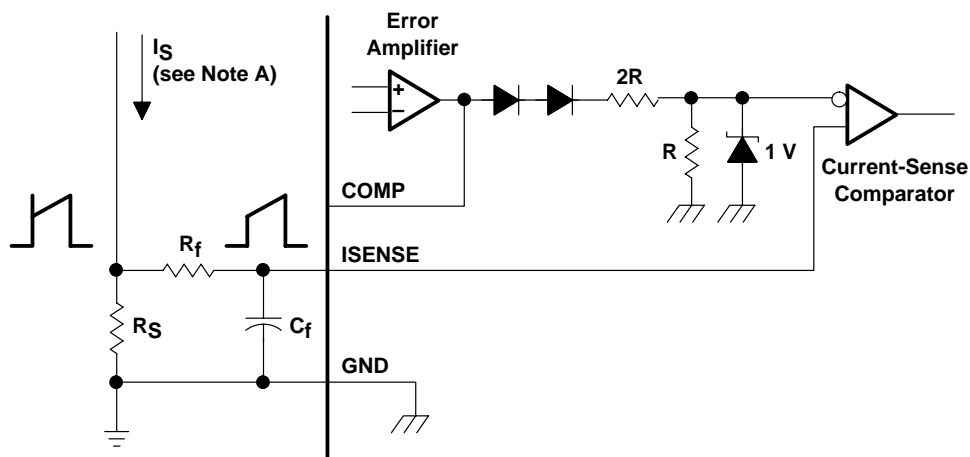 Error
Amplifier
I_S
(see Note A)
+
−
2R
R
1 V
Current-Sense
Comparator
COMP
R_f
ISENSE
R_S
C_f
GND